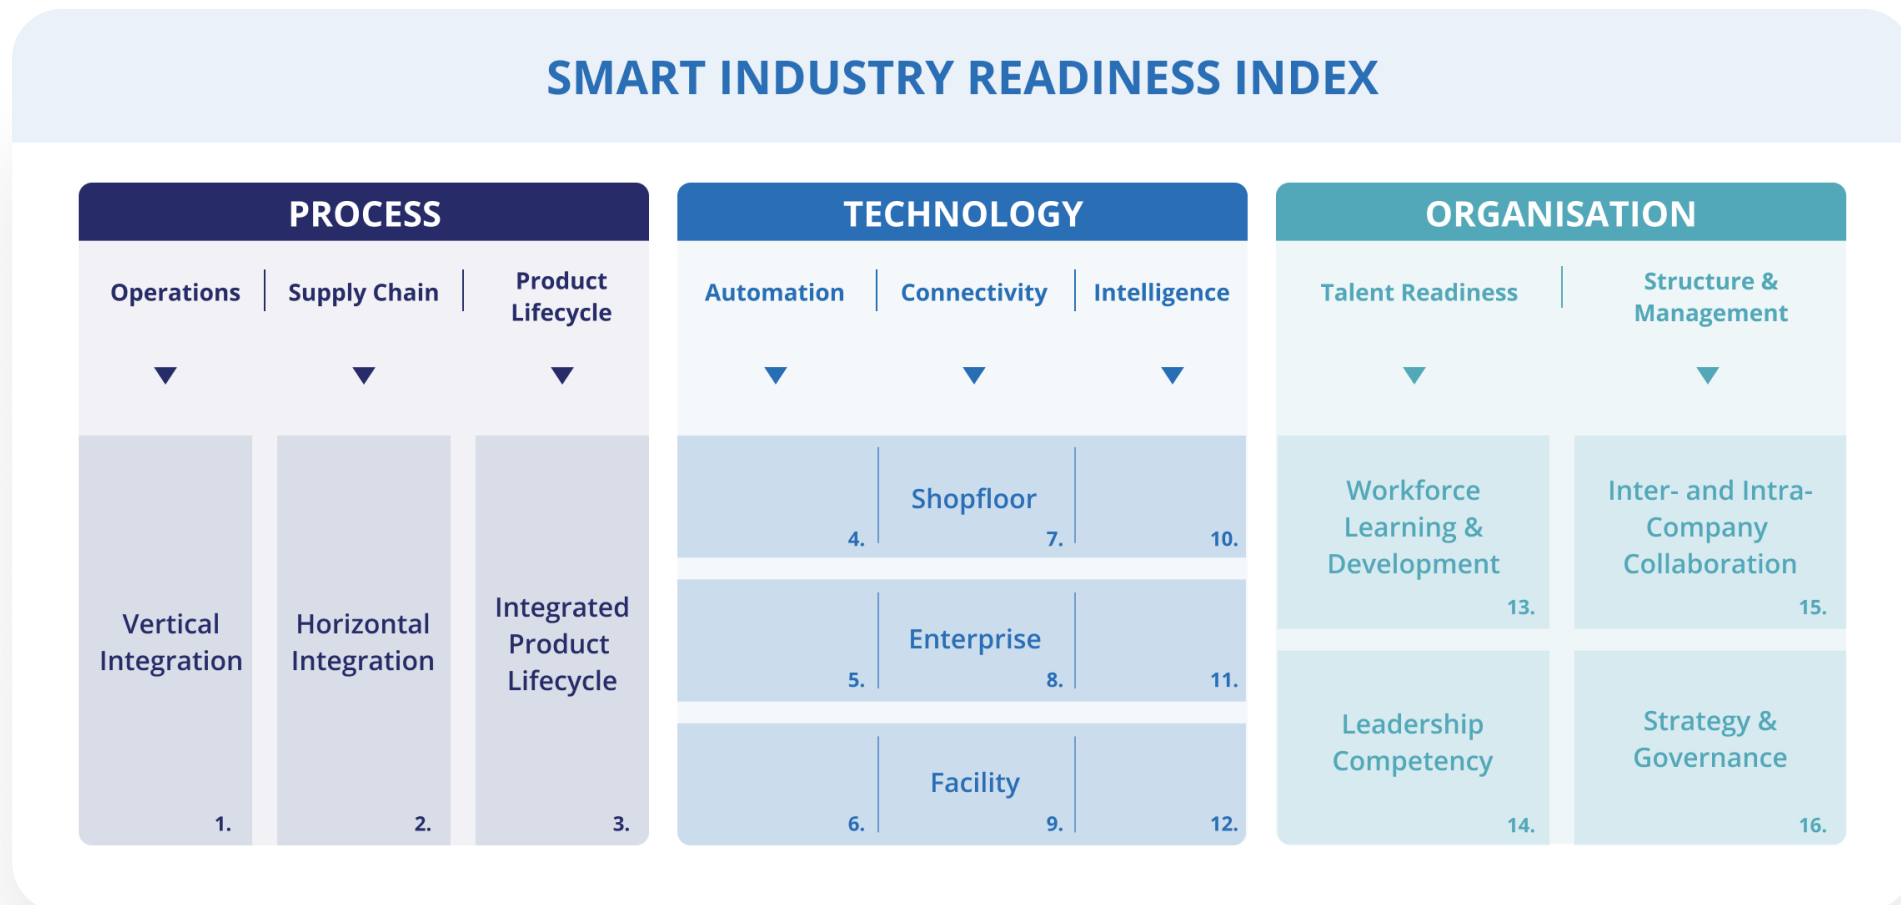 SMART INDUSTRY READINESS INDEX
PROCESS
Operations
Supply Chain
Product
Lifecycle
Vertical
Integration
1.
Horizontal
Integration
2.
Integrated
Product
Lifecycle
3.
TECHNOLOGY
Automation
Connectivity
Intelligence
Shopfloor
4.
7.
10.
Enterprise
5.
8.
11.
Facility
6.
9.
12.
ORGANISATION
Talent Readiness
Structure &
Management
Workforce
Learning &
Development
13.
Inter- and Intra-
Company
Collaboration
15.
Leadership
Competency
14.
Strategy &
Governance
16.